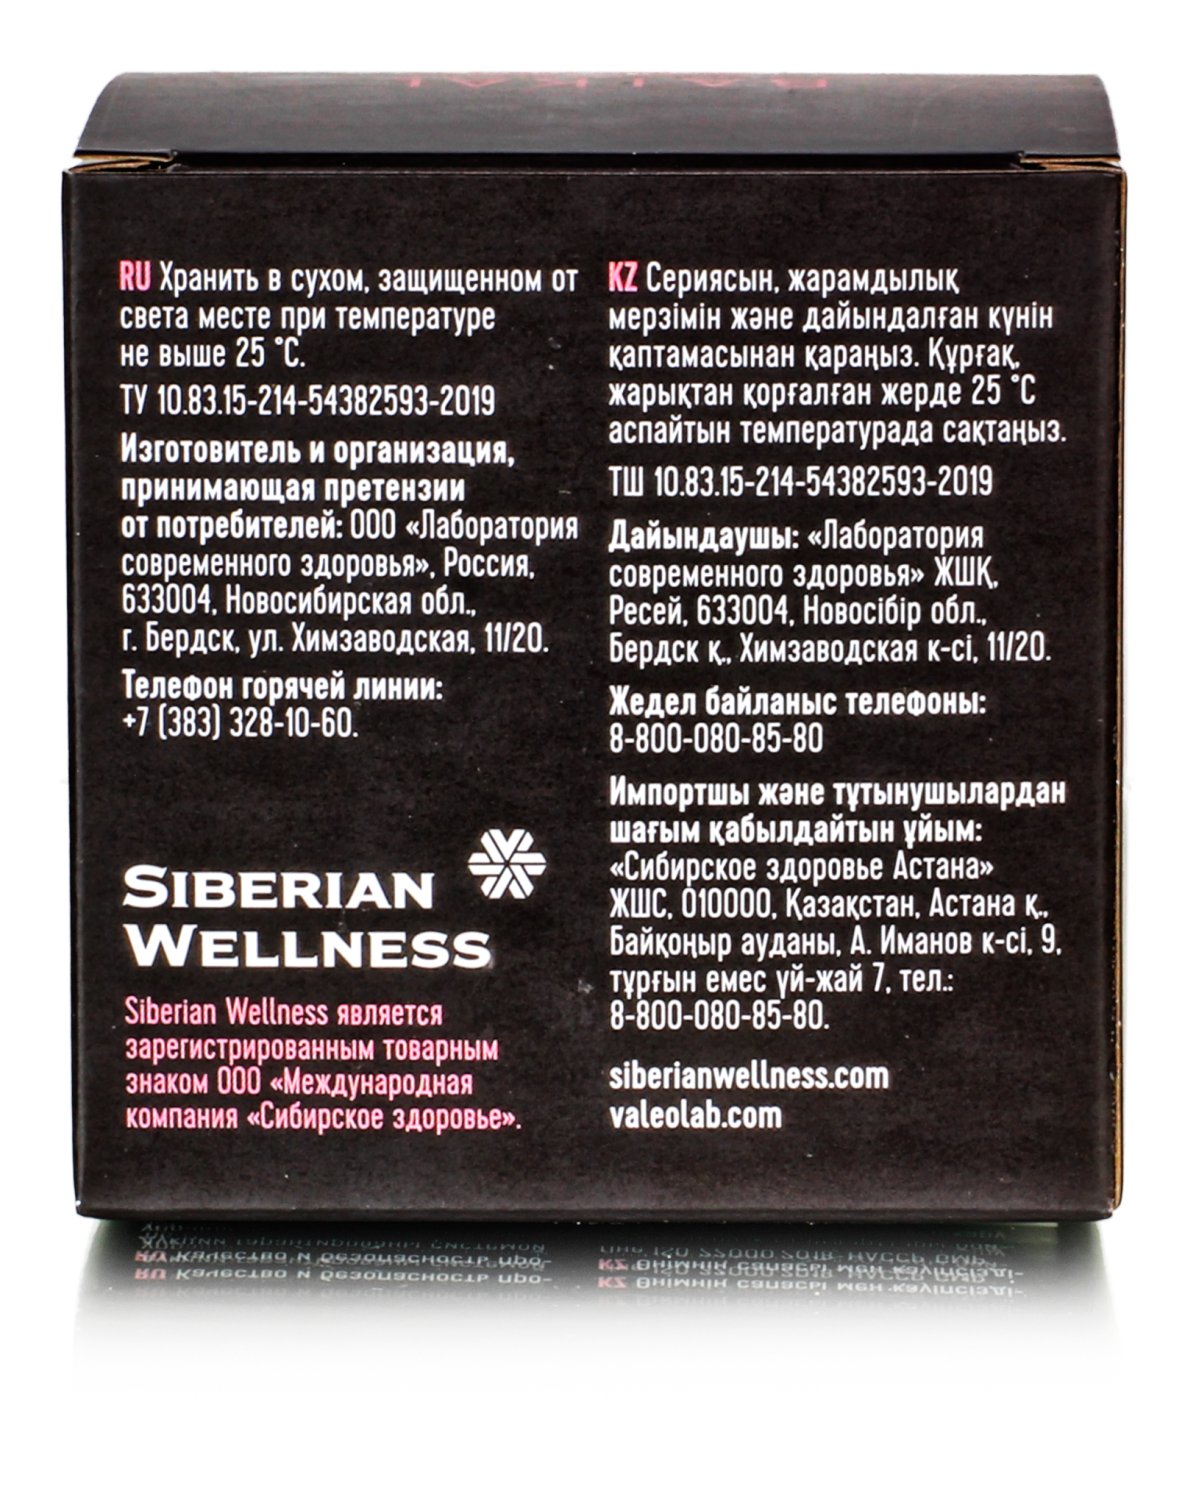 RU Хранить в сухом, защищенном от
света месте при температуре
не выше 25 °C.
ТУ 10.83.15-214-54382593-2019
Изготовитель и организация,
принимающая претензии
от потребителей: ООО «Лаборатория
современного здоровья», Россия,
633004, Новосибирская обл.,
г. Бердск, ул. Химзаводская, 11/20.
Телефон горячей линии:
+7 (383) 328-10-60.
SIBERIAN
WELLNESS
Siberian Wellness является
зарегистрированным товарным
знаком ООО «Международная
компания «Сибирское здоровье».
KZ Сериясын, жарамдылық
мерзімін және дайындалған күнін
қаптамасынан қараңыз. Құрғақ,
жарықтан қорғалған жерде 25 °C
аспайтын температурада сақтаңыз.
ТШ 10.83.15-214-54382593-2019
Дайындаушы: «Лаборатория
современного здоровья» ЖШҚ,
Ресей, 633004, Новосібір обл.,
Бердск қ., Химзаводская к-сі, 11/20.
Жедел байланыс телефоны:
8-800-080-85-80
Импортшы және тұтынушылардан
шағым қабылдайтын ұйым:
«Сибирское здоровье Астана»
ЖШС, 010000, Қазақстан, Астана қ.,
Байқоңыр ауданы, А. Иманов к-сі, 9,
тұрғын емес үй-жай 7, тел.:
8-800-080-85-80.
siberianwellness.com
valeolab.com